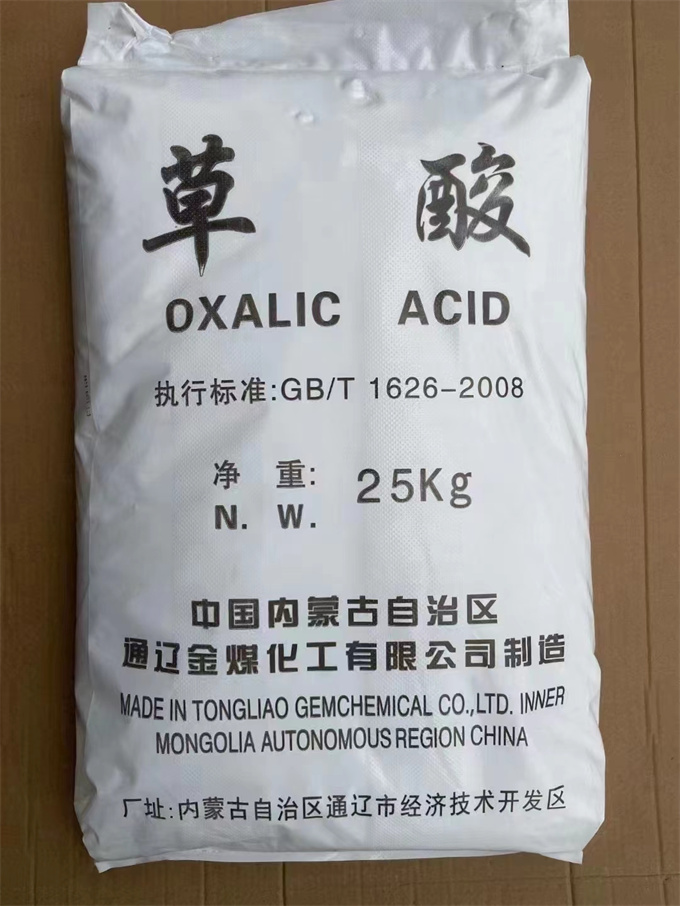 草 酸
OXALIC ACID
执行标准:GB/T 1626-2008
净 重: 25Kg
N. W.
中国内蒙古自治区
通辽金煤化工有限公司制造
MADE IN TONGLIAO GEMCHEMICAL CO.,LTD. INNER
MONGOLIA AUTONOMOUS REGION CHINA
厂址:内蒙古自治区通辽市经济技术开发区